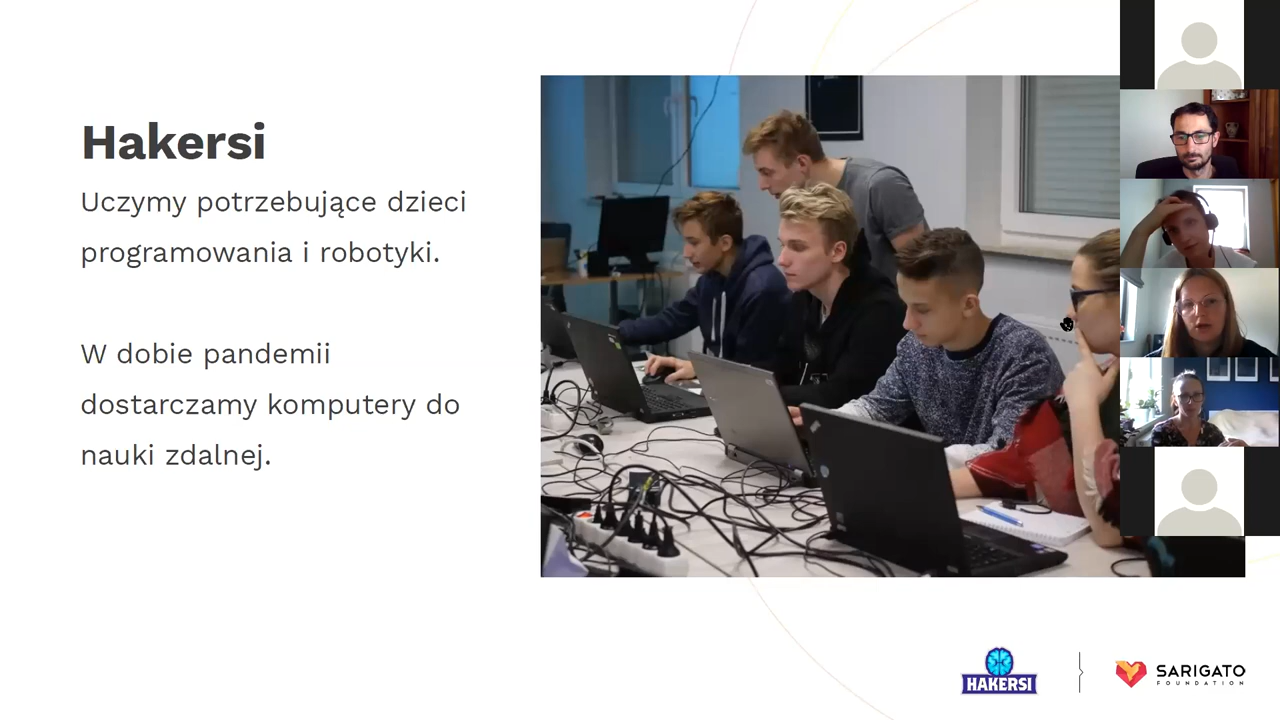 Hakersi
Uczymy potrzebujące dzieci
programowania i robotyki.
W dobie pandemii
dostarczamy komputery do
nauki zdalnej.
HAKERSI
SARIGATO
FOUNDATION